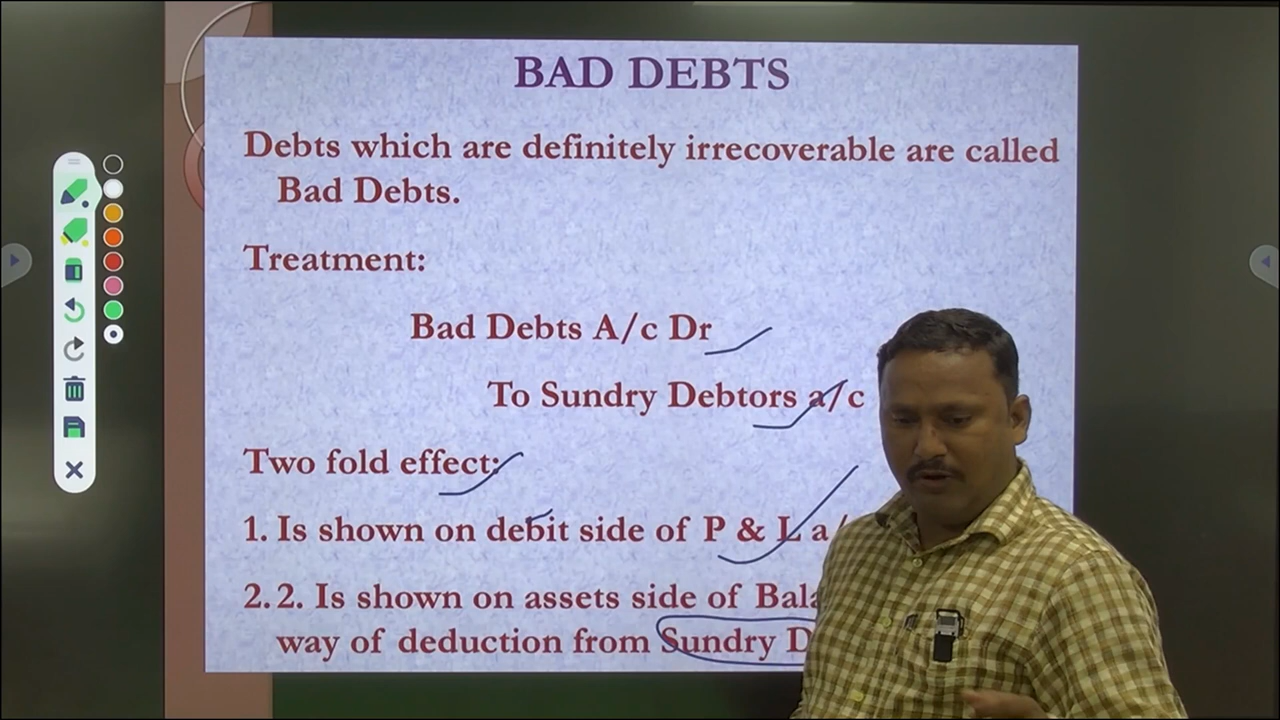 BAD DEBTS
Debts which are definitely irrecoverable are called
Bad Debts.
Treatment:
Bad Debts A/c Dr
To Sundry Debtors a/c
Two fold effect:
1. Is shown on debit side of P & L a/
2. 2. Is shown on assets side of
way of deduction from Sundry